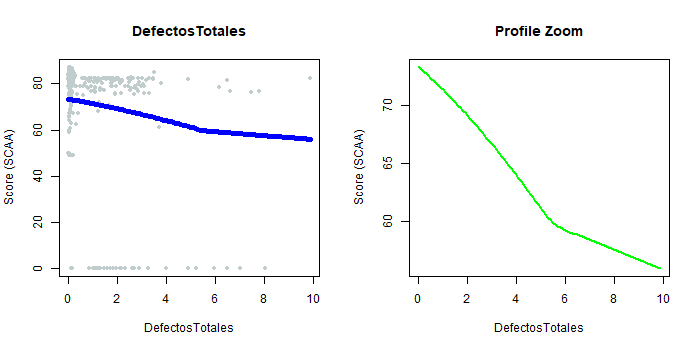 DefectosTotales
Score (SCAA)
80
60
40
20
0
0 2 4 6 8 10
DefectosTotales
Profile Zoom
Score (SCAA)
70
65
60
0 2 4 6 8 10
DefectosTotales